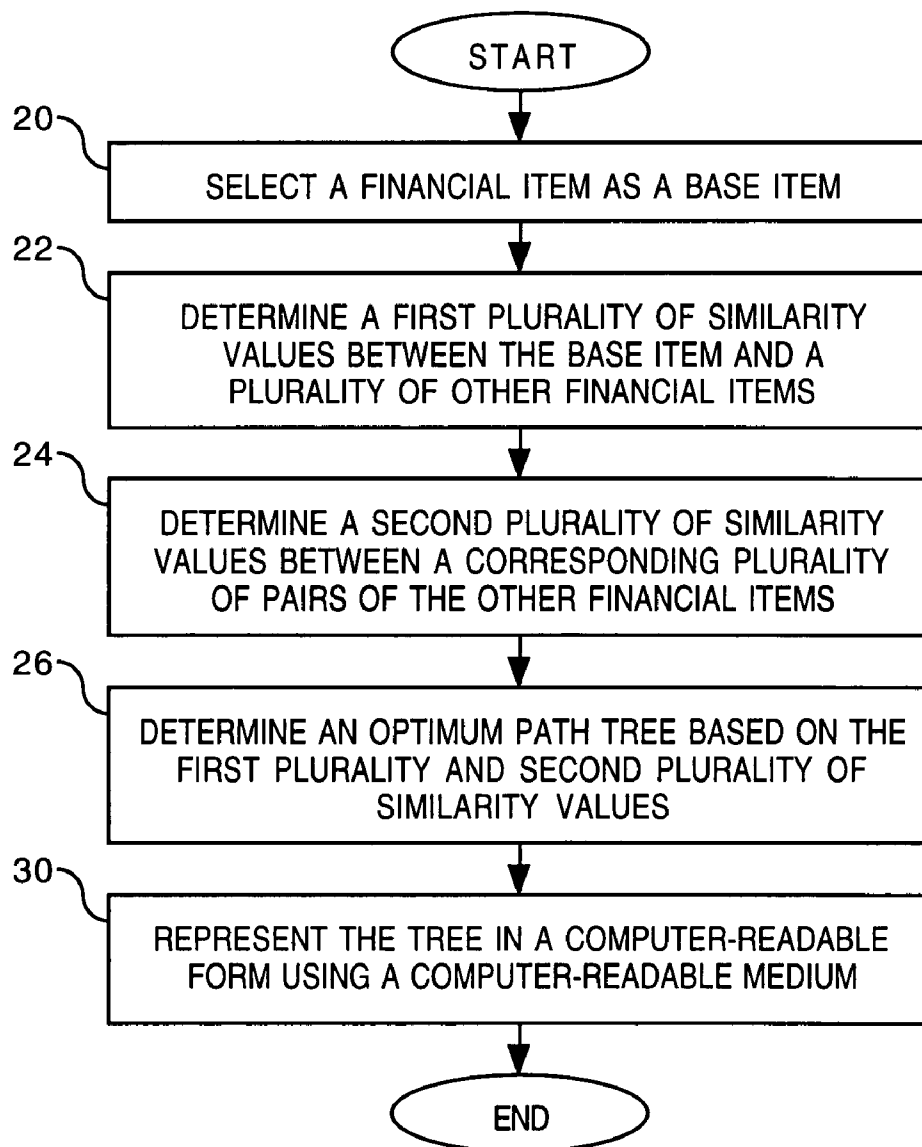 START
20
SELECT A FINANCIAL ITEM AS A BASE ITEM
22
DETERMINE A FIRST PLURALITY OF SIMILARITY
VALUES BETWEEN THE BASE ITEM AND A
PLURALITY OF OTHER FINANCIAL ITEMS
24
DETERMINE A SECOND PLURALITY OF SIMILARITY
VALUES BETWEEN A CORRESPONDING PLURALITY
OF PAIRS OF THE OTHER FINANCIAL ITEMS
26
DETERMINE AN OPTIMUM PATH TREE BASED ON THE
FIRST PLURALITY AND SECOND PLURALITY OF
SIMILARITY VALUES
30
REPRESENT THE TREE IN A COMPUTER-READABLE
FORM USING A COMPUTER-READABLE MEDIUM
END